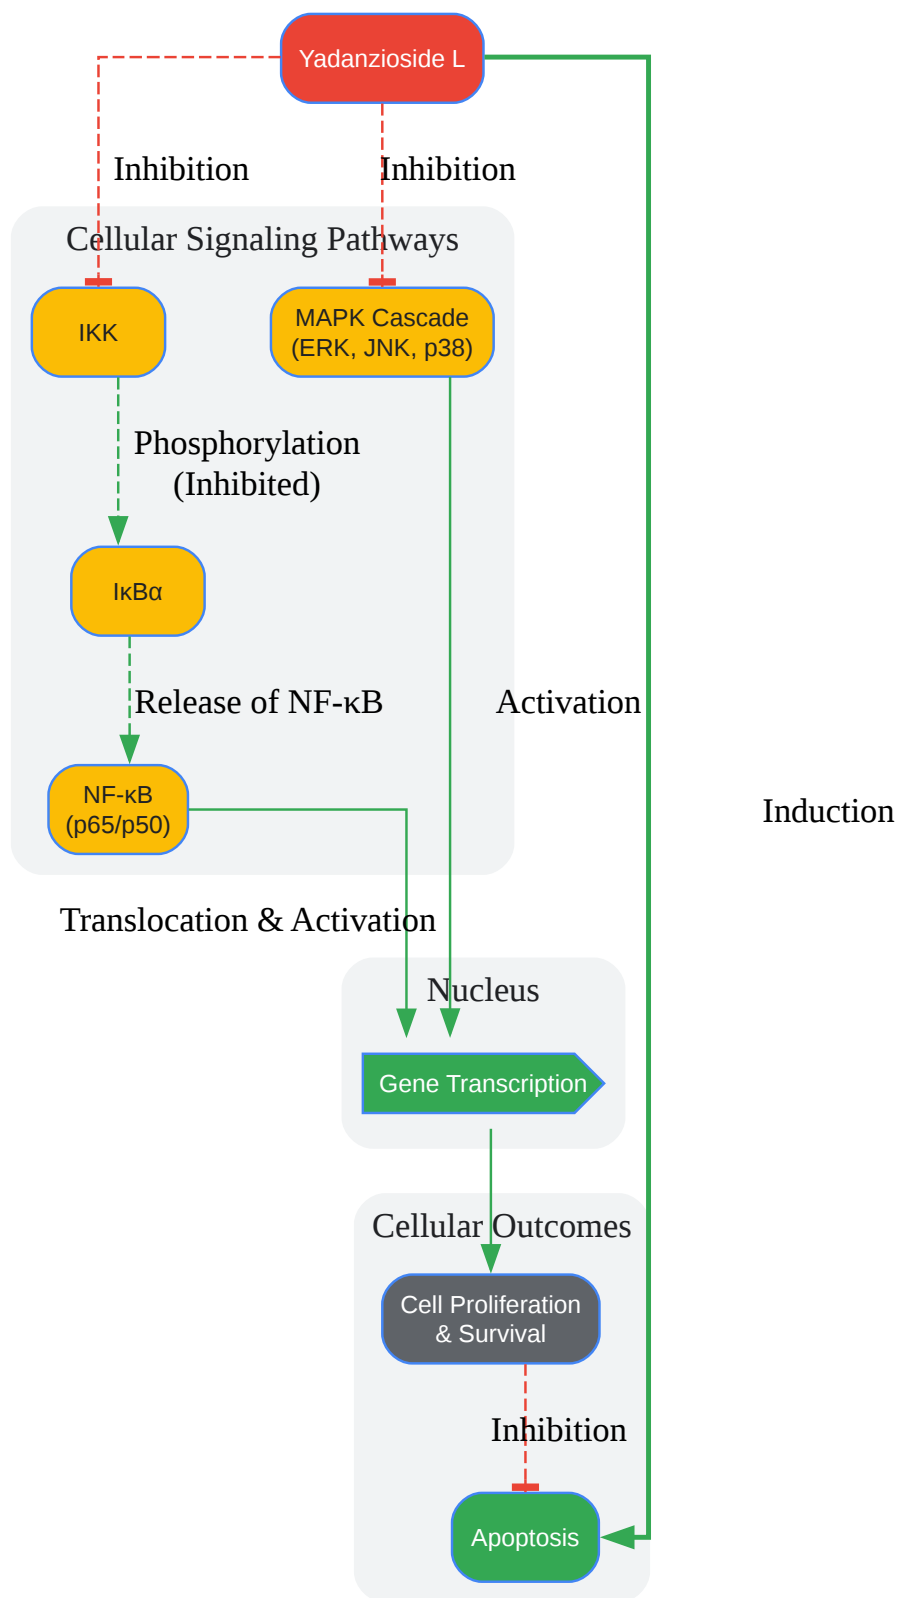 Yadanzioside L
Inhibition
Inhibition
Cellular Signaling Pathways
IKK
MAPK Cascade
(ERK, JNK, p38)
Phosphorylation
(Inhibited)
IκBα
Release of NF-κB
Activation
NF-κB
(p65/p50)
Induction
Translocation & Activation
Nucleus
Gene Transcription
Cellular Outcomes
Cell Proliferation
& Survival
Inhibition
Apoptosis